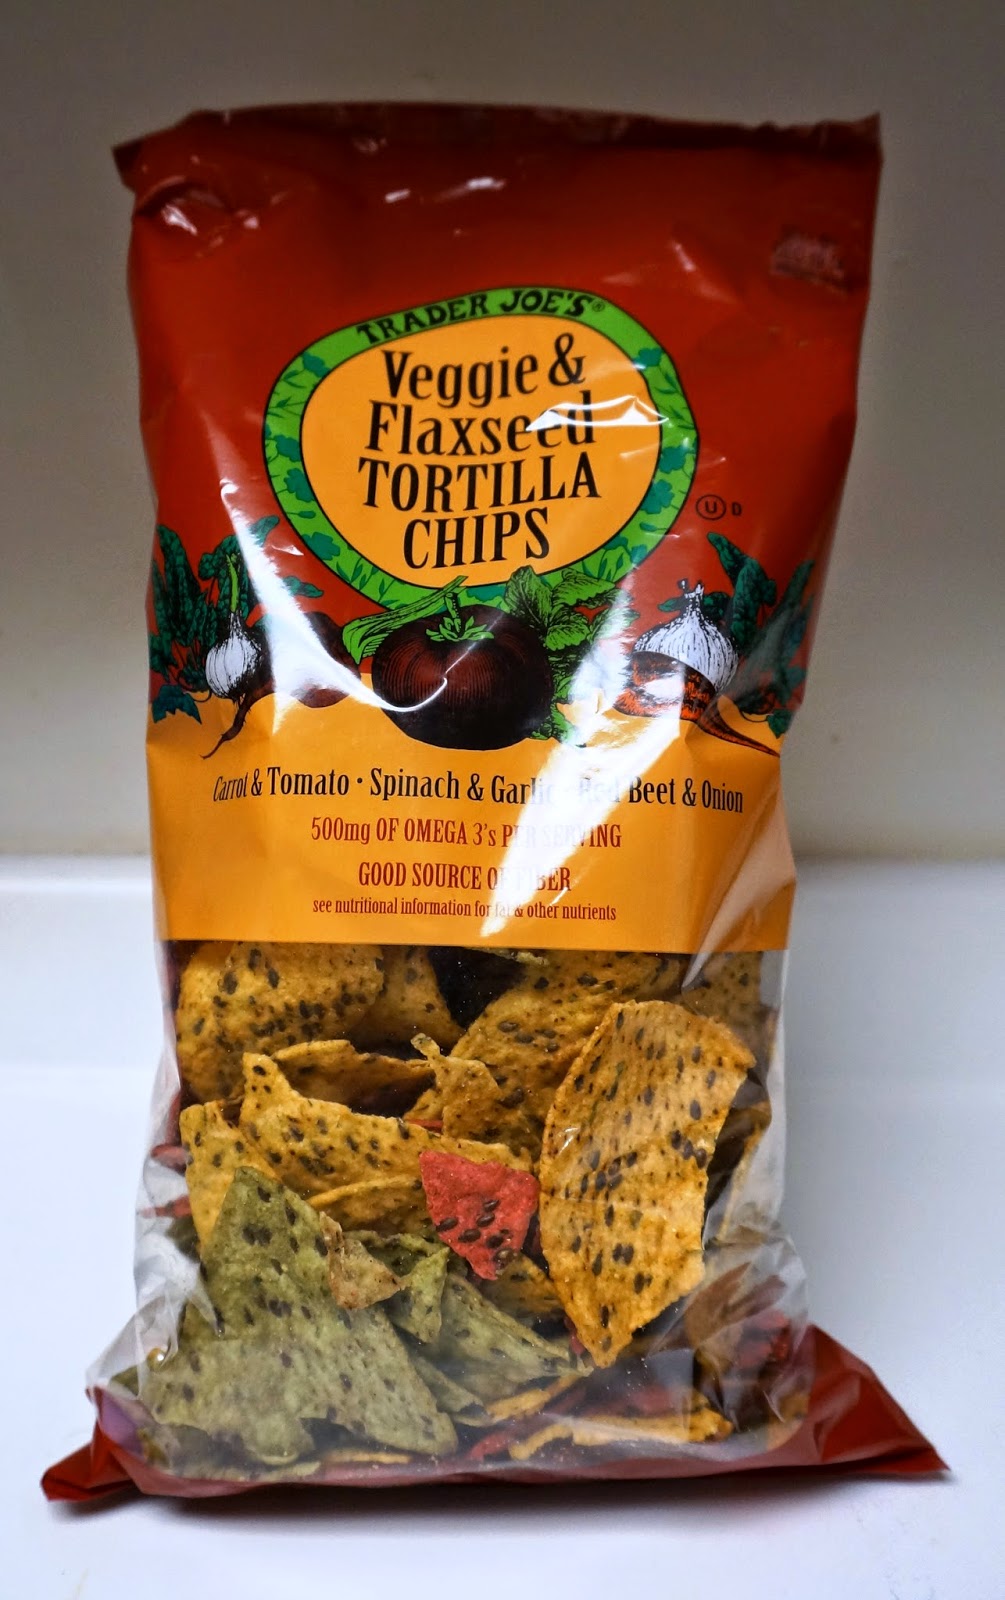 TRADER JOE'S®
Veggie &
Flaxseed
TORTILLA
CHIPS
U D
Carrot & Tomato · Spinach & Garlic · Red Beet & Onion
500mg OF OMEGA 3's PER SERVING
GOOD SOURCE OF FIBER
see nutritional information for fat & other nutrients